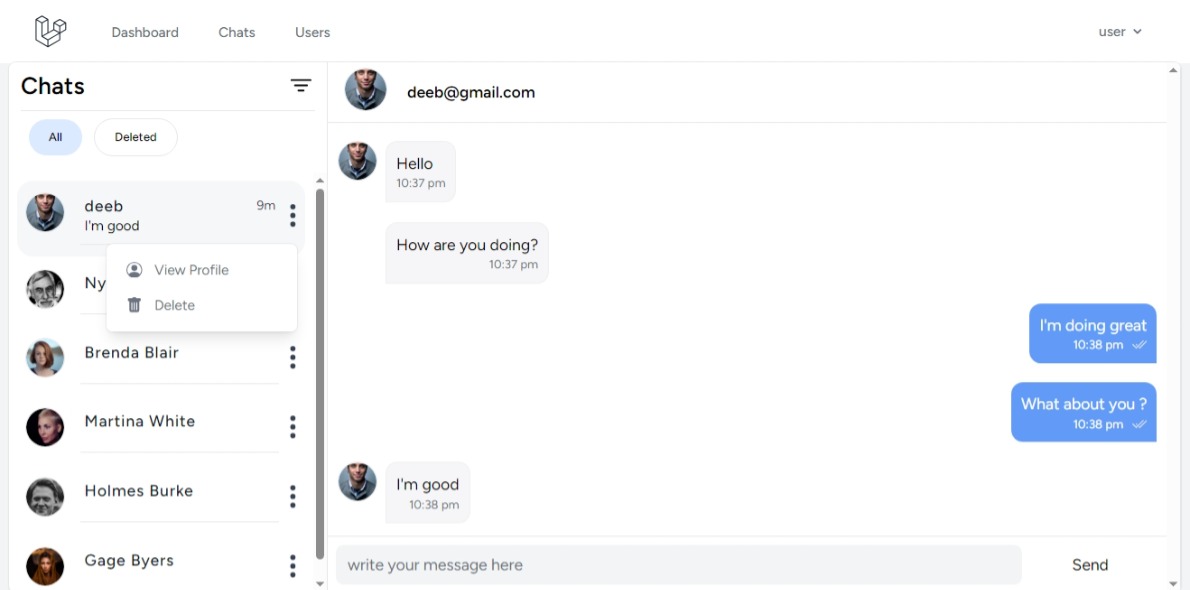 Dashboard Chats Users user
Chats
All Deleted
deeb 9m
I'm good
View Profile
Delete
Ny
Brenda Blair
Martina White
Holmes Burke
Gage Byers
deeb@gmail.com
Hello
10:37 pm
How are you doing?
10:37 pm
I'm doing great
10:38 pm
What about you ?
10:38 pm
I'm good
10:38 pm
write your message here Send